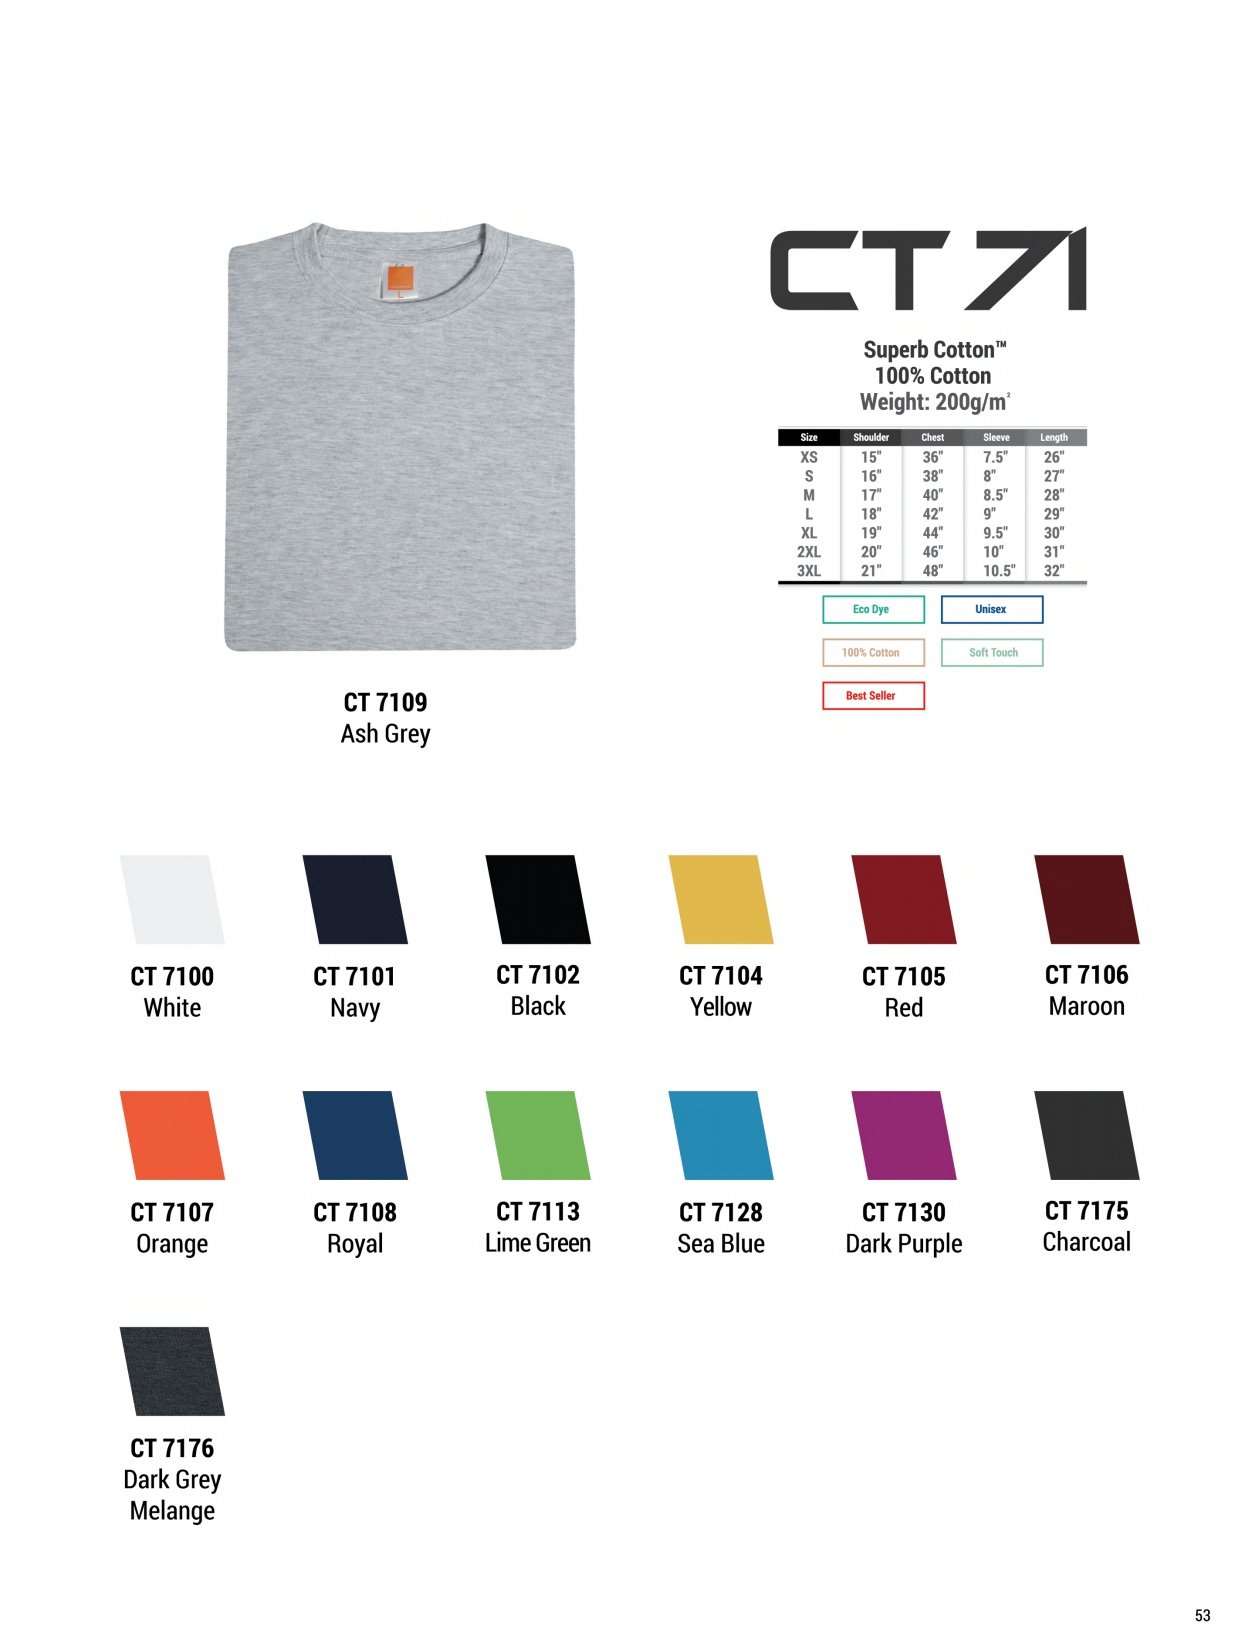 L
CT 7109
Ash Grey
CT 71
Superb Cotton™
100% Cotton
Weight: 200g/m²
Size Shoulder Chest Sleeve Length
XS 15” 36” 7.5” 26”
S 16” 38” 8” 27”
M 17” 40” 8.5” 28”
L 18” 42” 9” 29”
XL 19” 44” 9.5” 30”
2XL 20” 46” 10” 31”
3XL 21” 48” 10.5” 32”
Eco Dye Unisex
100% Cotton Soft Touch
Best Seller
CT 7100 CT 7101 CT 7102 CT 7104 CT 7105 CT 7106
White Navy Black Yellow Red Maroon
CT 7107 CT 7108 CT 7113 CT 7128 CT 7130 CT 7175
Orange Royal Lime Green Sea Blue Dark Purple Charcoal
CT 7176
Dark Grey
Melange
53